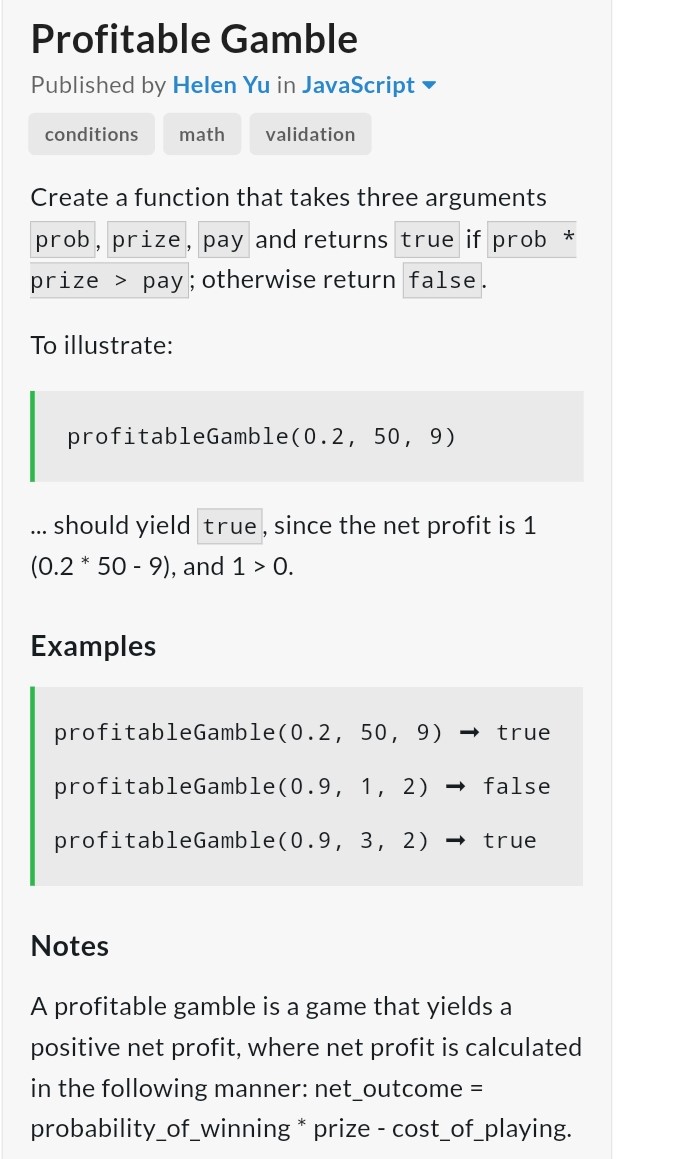 Profitable Gamble
Published by Helen Yu in JavaScript
conditions math validation
Create a function that takes three arguments
prob, prize, pay and returns true if prob *
prize > pay; otherwise return false.
To illustrate:
profitableGamble(0.2, 50, 9)
... should yield true, since the net profit is 1
(0.2 * 50 - 9), and 1 > 0.
Examples
profitableGamble(0.2, 50, 9) ➞ true
profitableGamble(0.9, 1, 2) ➞ false
profitableGamble(0.9, 3, 2) ➞ true
Notes
A profitable gamble is a game that yields a
positive net profit, where net profit is calculated
in the following manner: net_outcome =
probability_of_winning * prize - cost_of_playing.